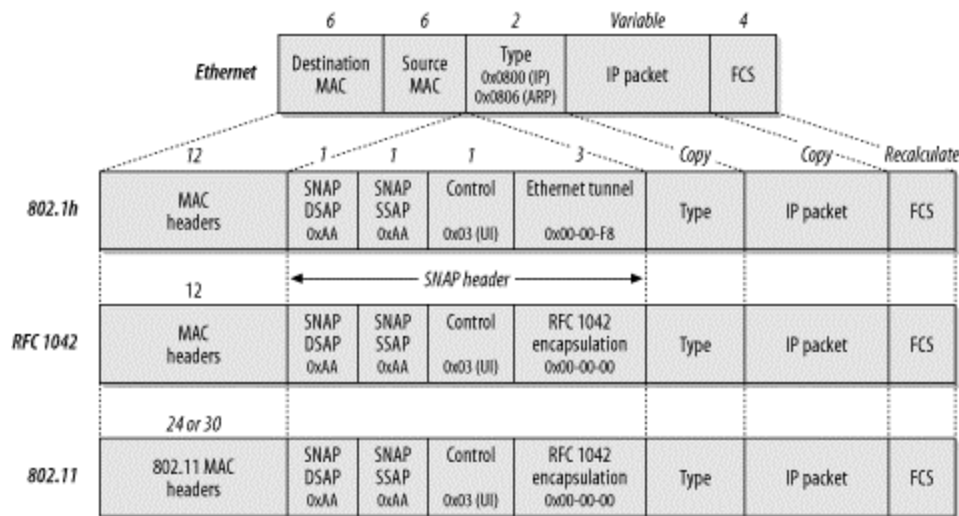 6 6 2 Variable 4
Ethernet Destination MAC Source MAC Type 0x0800 (IP) 0x0806 (ARP) IP packet FCS
12 1 1 1 3 Copy Copy Recalculate
802.1h MAC headers SNAP DSAP 0xAA SNAP SSAP 0xAA Control 0x03 (UI) Ethernet tunnel 0x00-00-F8 Type IP packet FCS
SNAP header
12
RFC 1042 MAC headers SNAP DSAP 0xAA SNAP SSAP 0xAA Control 0x03 (UI) RFC 1042 encapsulation 0x00-00-00 Type IP packet FCS
24 or 30
802.11 802.11 MAC headers SNAP DSAP 0xAA SNAP SSAP 0xAA Control 0x03 (UI) RFC 1042 encapsulation 0x00-00-00 Type IP packet FCS